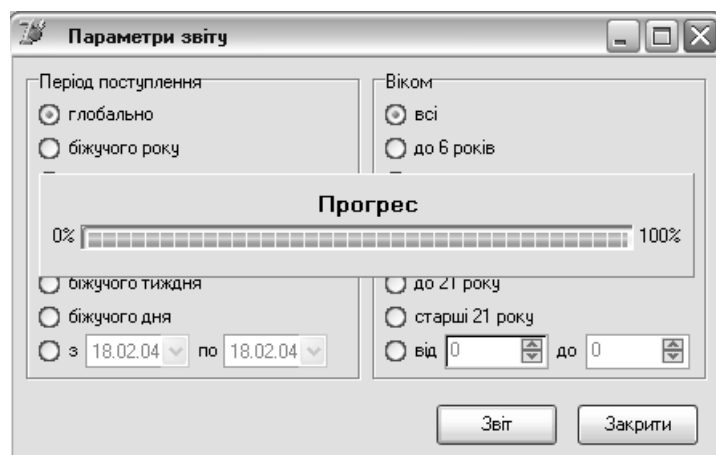 Параметри звіту
Період поступлення
глобально
біжучого року
Віком
всі
до 6 років
Прогрес
0% 100%
біжучого тиждня
біжучого дня
з 18.02.04 по 18.02.04
до 21 року
старші 21 року
від 0 до 0
Звіт Закрити